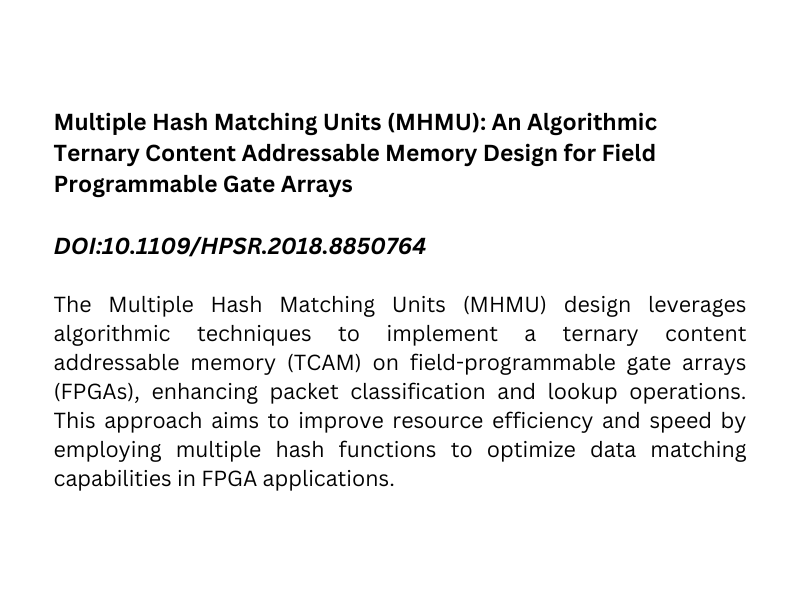 Multiple Hash Matching Units (MHMU): An Algorithmic
Ternary Content Addressable Memory Design for Field
Programmable Gate Arrays
DOI:10.1109/HPSR.2018.8850764
The Multiple Hash Matching Units (MHMU) design leverages
algorithmic techniques to implement a ternary content
addressable memory (TCAM) on field-programmable gate arrays
(FPGAs), enhancing packet classification and lookup operations.
This approach aims to improve resource efficiency and speed by
employing multiple hash functions to optimize data matching
capabilities in FPGA applications.